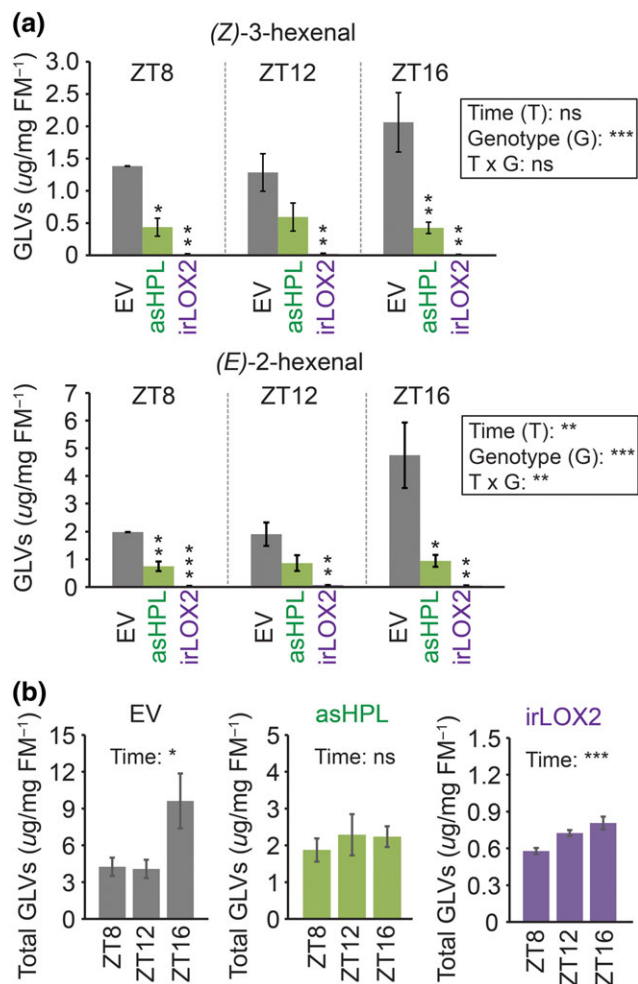 (a)
(Z)-3-hexenal
ZT8 ZT12 ZT16
GLVs (ug/mg FM⁻¹)
2.5
2.0
1.5
1.0
0.5
0
* ** ** ** **
EV asHPL irLOX2 EV asHPL irLOX2 EV asHPL irLOX2
Time (T): ns
Genotype (G): ***
T x G: ns
(E)-2-hexenal
ZT8 ZT12 ZT16
GLVs (ug/mg FM⁻¹)
7
6
5
4
3
2
1
0
** *** ** * **
EV asHPL irLOX2 EV asHPL irLOX2 EV asHPL irLOX2
Time (T): **
Genotype (G): ***
T x G: **
(b)
EV
Time: *
Total GLVs (ug/mg FM⁻¹)
15
12
9
6
3
0
ZT8 ZT12 ZT16
asHPL
Time: ns
Total GLVs (ug/mg FM⁻¹)
5
4
3
2
1
0
ZT8 ZT12 ZT16
irLOX2
Time: ***
Total GLVs (ug/mg FM⁻¹)
1.5
1.2
0.9
0.6
0.3
0
ZT8 ZT12 ZT16